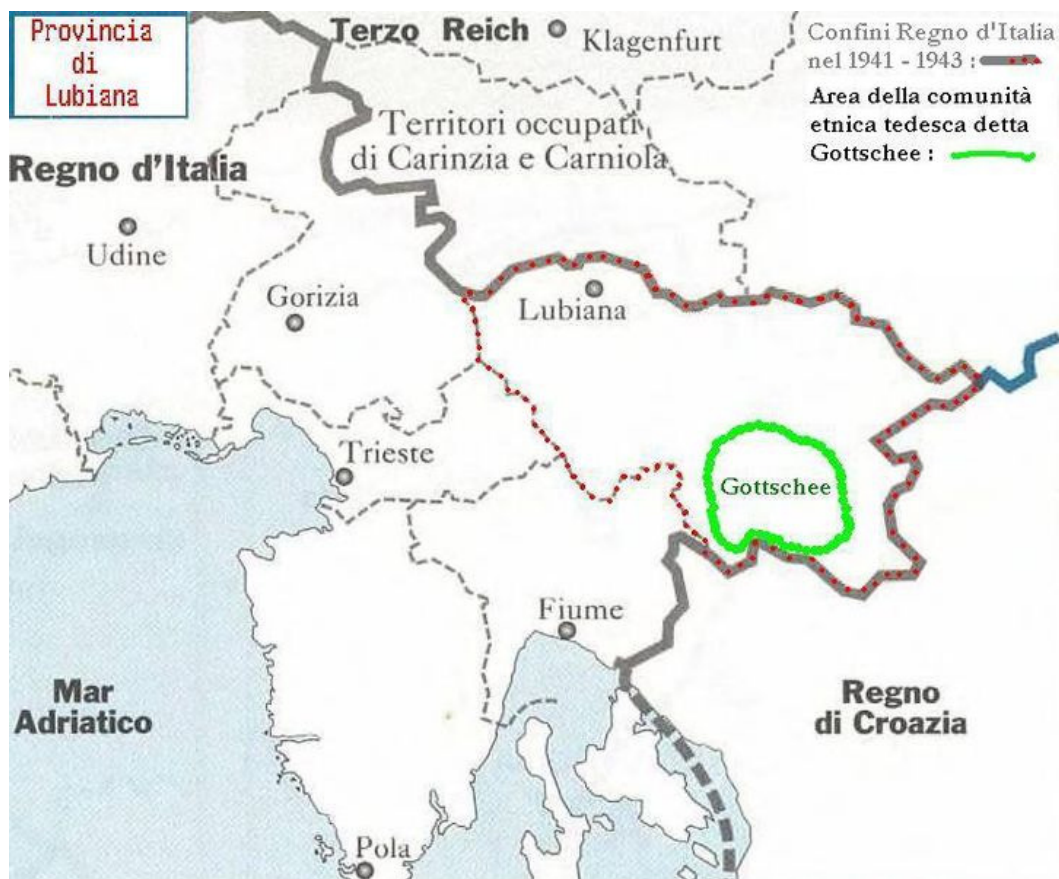 Provincia
di
Lubiana
Terzo Reich
Klagenfurt
Confini Regno d'Italia
nel 1941 - 1943 :
Area della comunità
etnica tedesca detta
Gottschee :
Territori occupati
di Carinzia e Carniola
Regno d'Italia
Udine
Gorizia
Lubiana
Trieste
Gottschee
Fiume
Mar
Adriatico
Regno
di Croazia
Pola